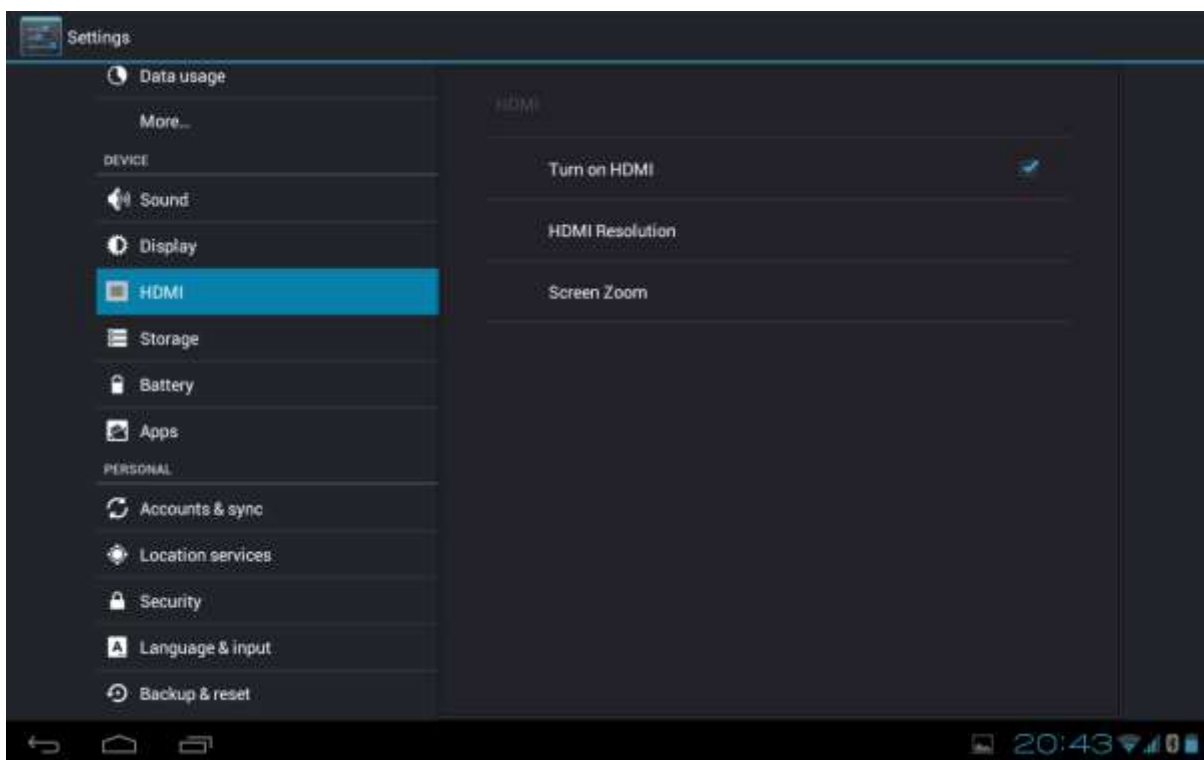 Settings
Data usage
More...
DEVICE
Sound
Display
HDMI
Storage
Battery
Apps
PERSONAL
Accounts & sync
Location services
Security
Language & input
Backup & reset
HDMI
Turn on HDMI
HDMI Resolution
Screen Zoom
20:43